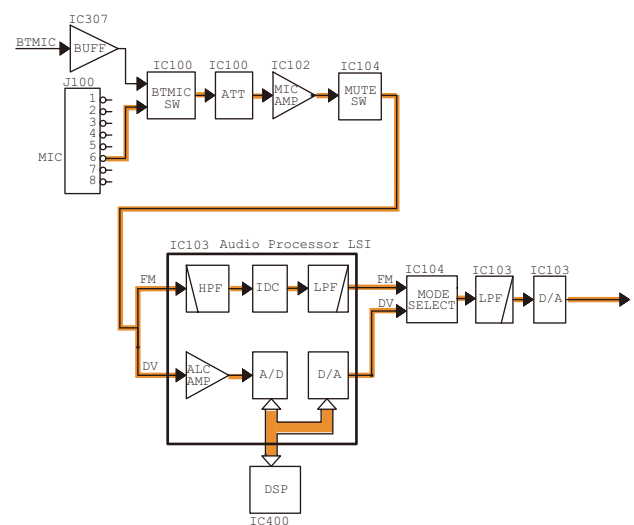 IC307
BTMIC
BUFF
J100
IC100
IC100
IC102
IC104
BTMIC
SW
ATT
MIC
AMP
MUTE
SW
1
2
3
4
5
6
7
8
MIC
IC103 Audio Processor LSI
FM
HPF
IDC
LPF
FM
IC104
IC103
IC103
DV
MODE
SELECT
LPF
D/A
DV
ALC
AMP
A/D
D/A
DSP
IC400